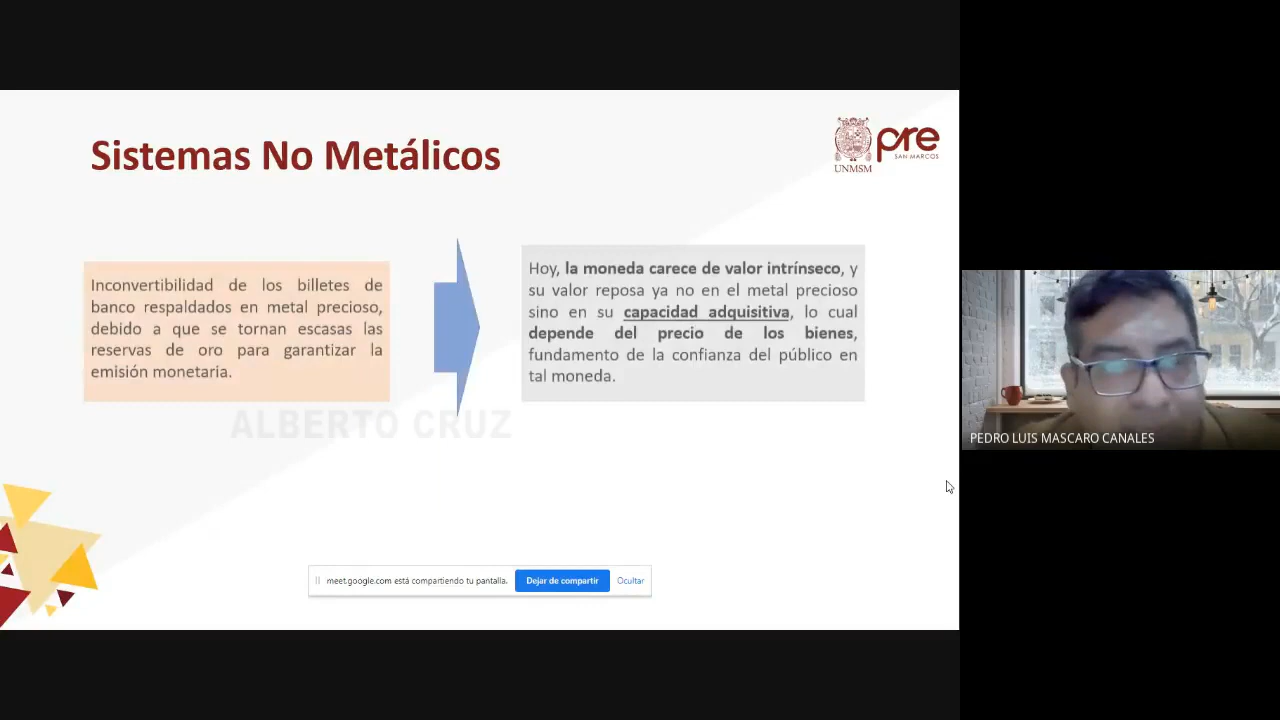 Sistemas No Metálicos
UNMSM
pre
SAN MARCOS
Inconvertibilidad de los billetes de
banco respaldados en metal precioso,
debido a que se tornan escasas las
reservas de oro para garantizar la
emisión monetaria.
Hoy, la moneda carece de valor intrínseco, y
su valor reposa ya no en el metal precioso
sino en su capacidad adquisitiva, lo cual
depende del precio de los bienes,
fundamento de la confianza del público en
tal moneda.
ALBERTO CRUZ
PEDRO LUIS MASCARO CANALES
meet.google.com está compartiendo tu pantalla.
Dejar de compartir
Ocultar